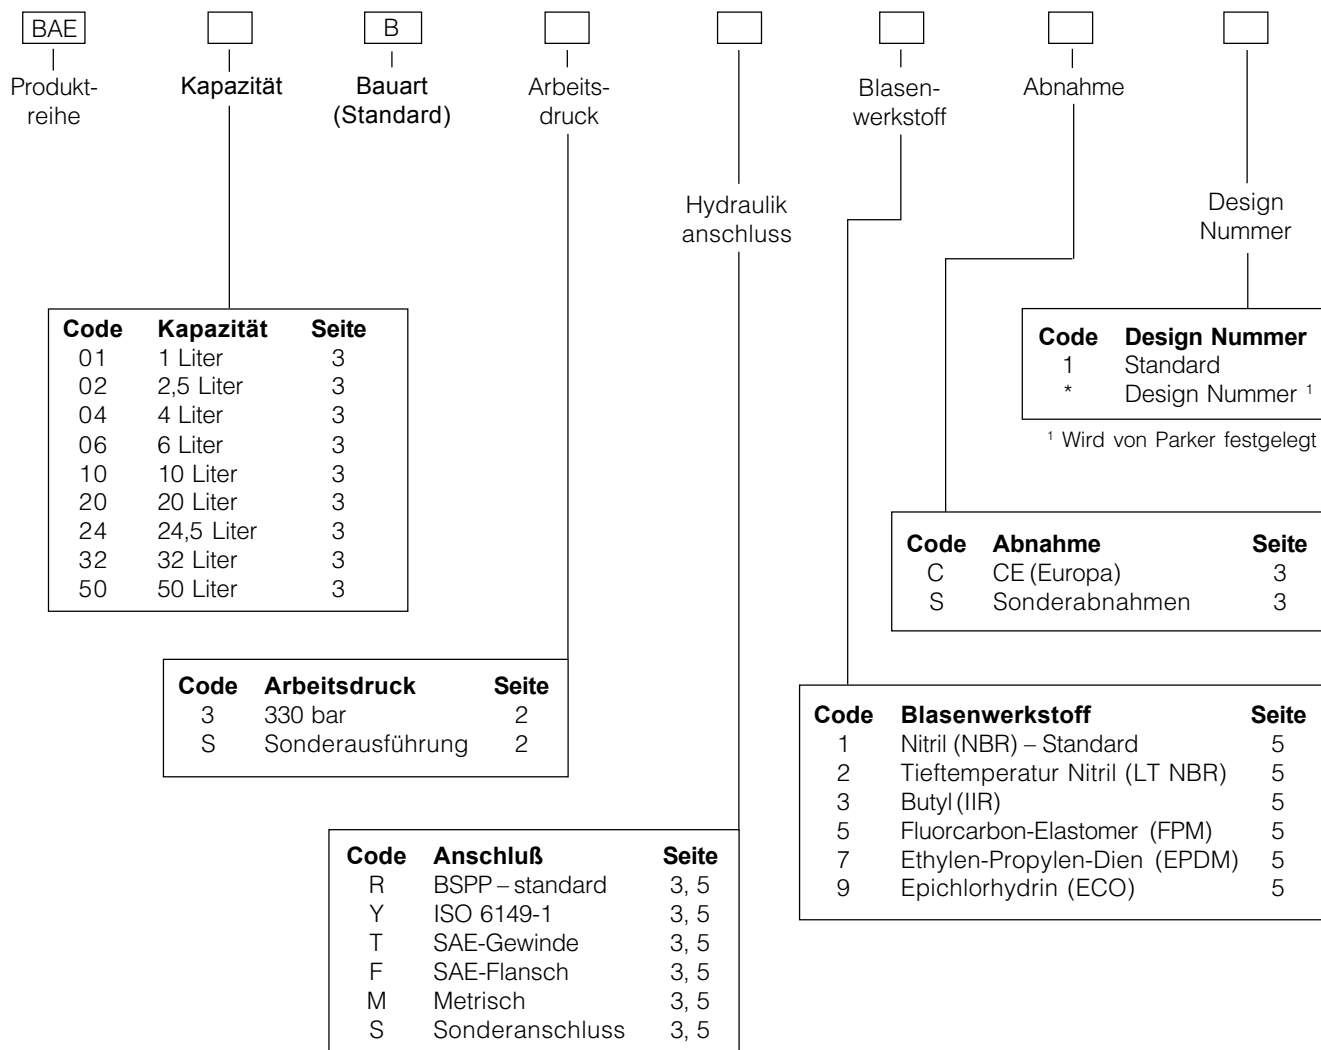 BAE
B
Produkt-
reihe
Kapazität
Bauart
(Standard)
Arbeits-
druck
Hydraulik
anschluss
Blasen-
werkstoff
Abnahme
Design
Nummer
Code Kapazität Seite
01 1 Liter 3
02 2,5 Liter 3
04 4 Liter 3
06 6 Liter 3
10 10 Liter 3
20 20 Liter 3
24 24,5 Liter 3
32 32 Liter 3
50 50 Liter 3
Code Design Nummer
1 Standard
* Design Nummer ¹
¹ Wird von Parker festgelegt
Code Abnahme Seite
C CE (Europa) 3
S Sonderabnahmen 3
Code Arbeitsdruck Seite
3 330 bar 2
S Sonderausführung 2
Code Blasenwerkstoff Seite
1 Nitril (NBR) – Standard 5
2 Tieftemperatur Nitril (LT NBR) 5
3 Butyl (IIR) 5
5 Fluorcarbon-Elastomer (FPM) 5
7 Ethylen-Propylen-Dien (EPDM) 5
9 Epichlorhydrin (ECO) 5
Code Anschluß Seite
R BSPP – standard 3, 5
Y ISO 6149-1 3, 5
T SAE-Gewinde 3, 5
F SAE-Flansch 3, 5
M Metrisch 3, 5
S Sonderanschluss 3, 5